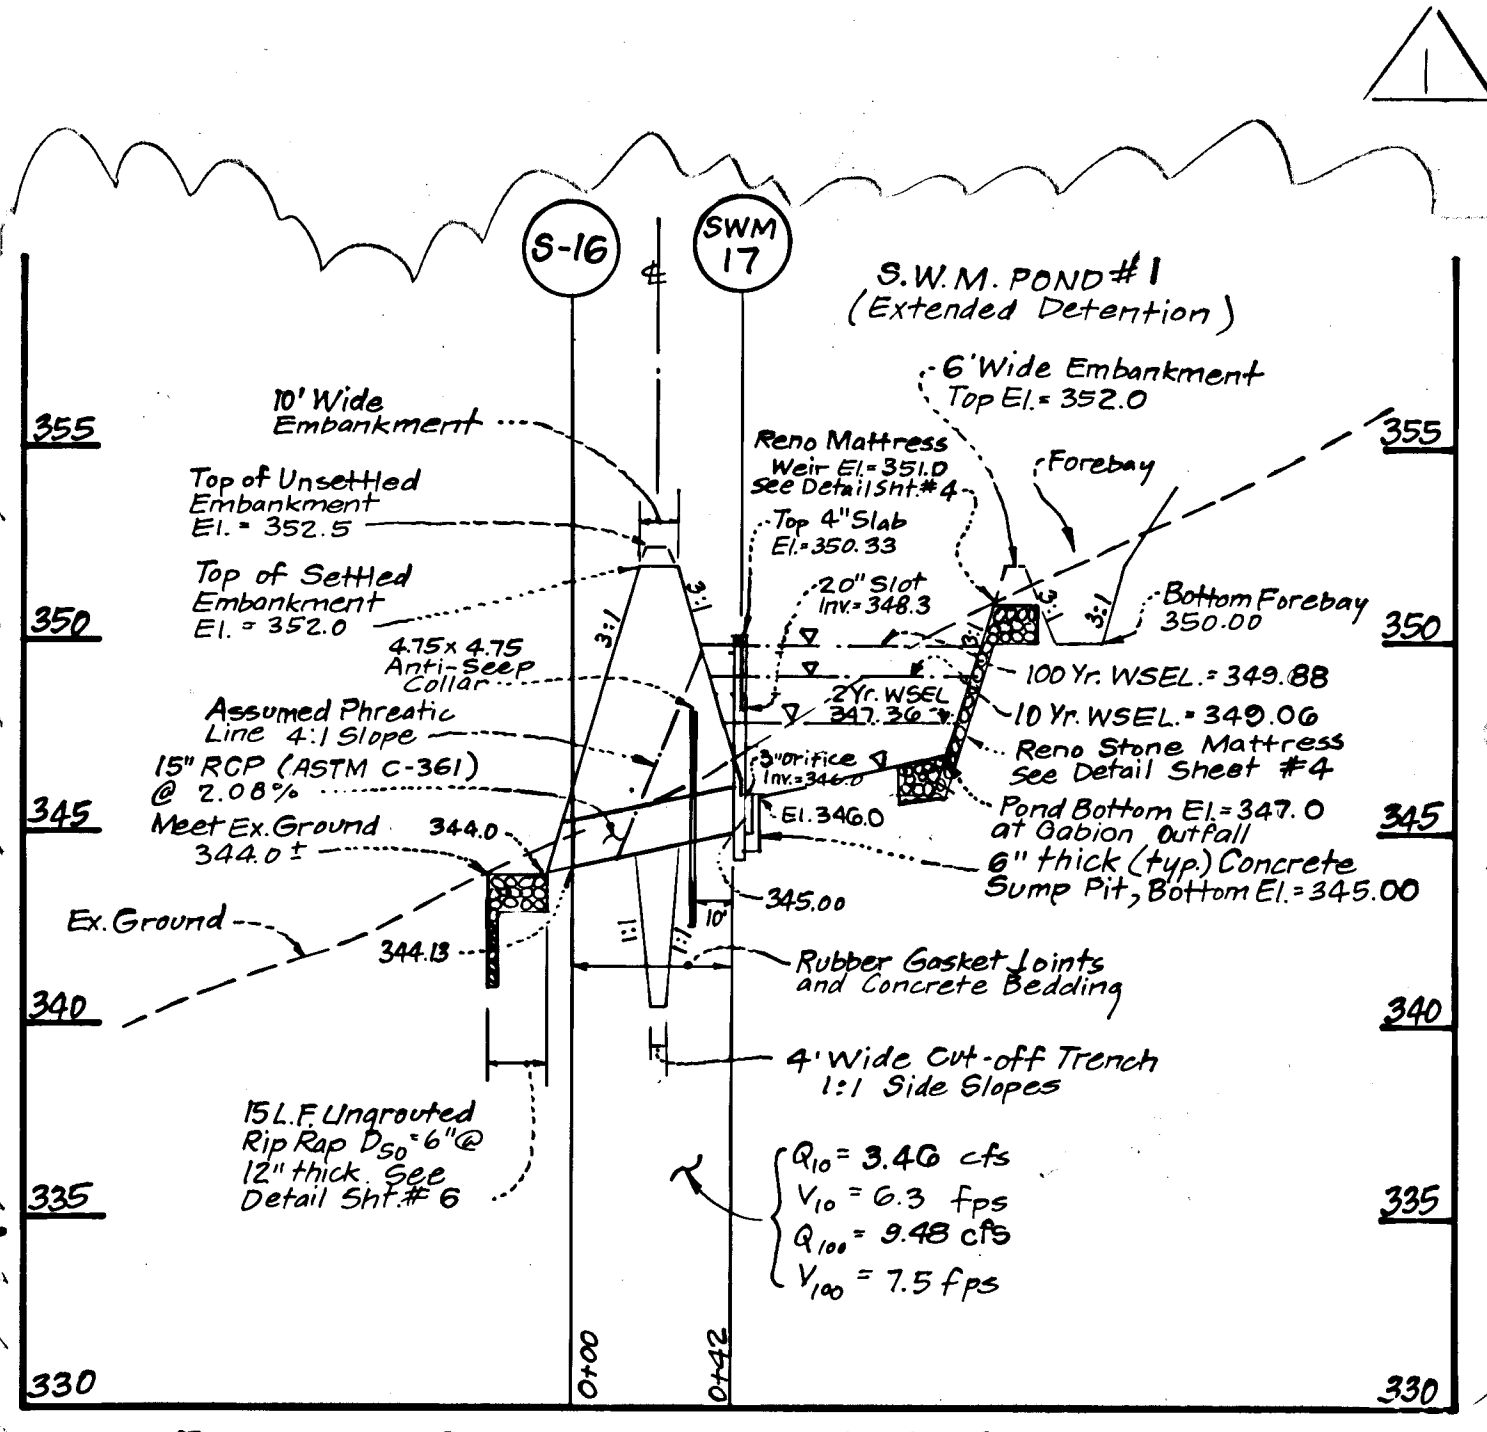 1
S-16
℄
SWM
17
S.W.M. POND #1
(Extended Detention)
6' Wide Embankment
Top El. = 352.0
10' Wide
Embankment
355
355
Reno Mattress
Weir El. = 351.0
see Detail Sht. #4
Forebay
Top of Unsettled
Embankment
El. = 352.5
Top 4" Slab
El. = 350.33
Top of Settled
Embankment
El. = 352.0
3:1
3:1
20" Slot
Inv. = 348.3
3:1
3:1
3:1
Bottom Forebay
350.00
350
350
4.75 x 4.75
Anti-Seep
Collar
100 Yr. WSEL. = 349.88
2 Yr. WSEL
347.36
10 Yr. WSEL. = 349.06
Assumed Phreatic
Line 4:1 Slope
Reno Stone Mattress
see Detail Sheet #4
15" RCP (ASTM C-361)
@ 2.08%
3" Orifice
Inv. = 346.0
345
345
Meet Ex. Ground
344.0 ±
344.0
El. 346.0
Pond Bottom El. = 347.0
at Gabion Outfall
6" thick (typ.) Concrete
Sump Pit, Bottom El. = 345.00
Ex. Ground
344.13
1:1
1:1
10'
345.00
Rubber Gasket Joints
and Concrete Bedding
340
340
4' Wide Cut-off Trench
1:1 Side Slopes
15 L.F. Ungrouted
Rip Rap D50 = 6" @
12" thick. See
Detail Sht. # 6
Q10 = 3.46 cfs
V10 = 6.3 fps
Q100 = 9.48 cfs
V100 = 7.5 fps
335
335
0+00
0+42
330
330